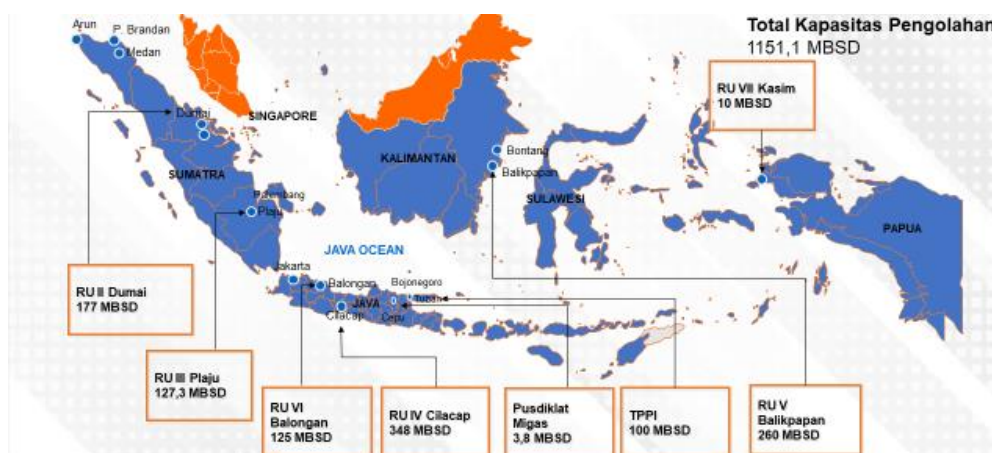 Total Kapasitas Pengolahan
1151,1 MBSD
Arun
P. Brandan
Medan
RU VII Kasim
10 MBSD
Dumai
SINGAPORE
KALIMANTAN
Bontang
Balikpapan
SUMATRA
SULAWESI
Palembang
Plaju
PAPUA
JAVA OCEAN
Jakarta
Balongan
Bojonegoro
Tuban
JAVA
Cilacap
Cepu
RU II Dumai
177 MBSD
RU III Plaju
127,3 MBSD
RU VI
Balongan
125 MBSD
RU IV Cilacap
348 MBSD
Pusdiklat
Migas
3,8 MBSD
TPPI
100 MBSD
RU V
Balikpapan
260 MBSD